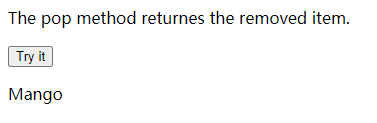 The pop method returnes the removed item.
Try it
Mango